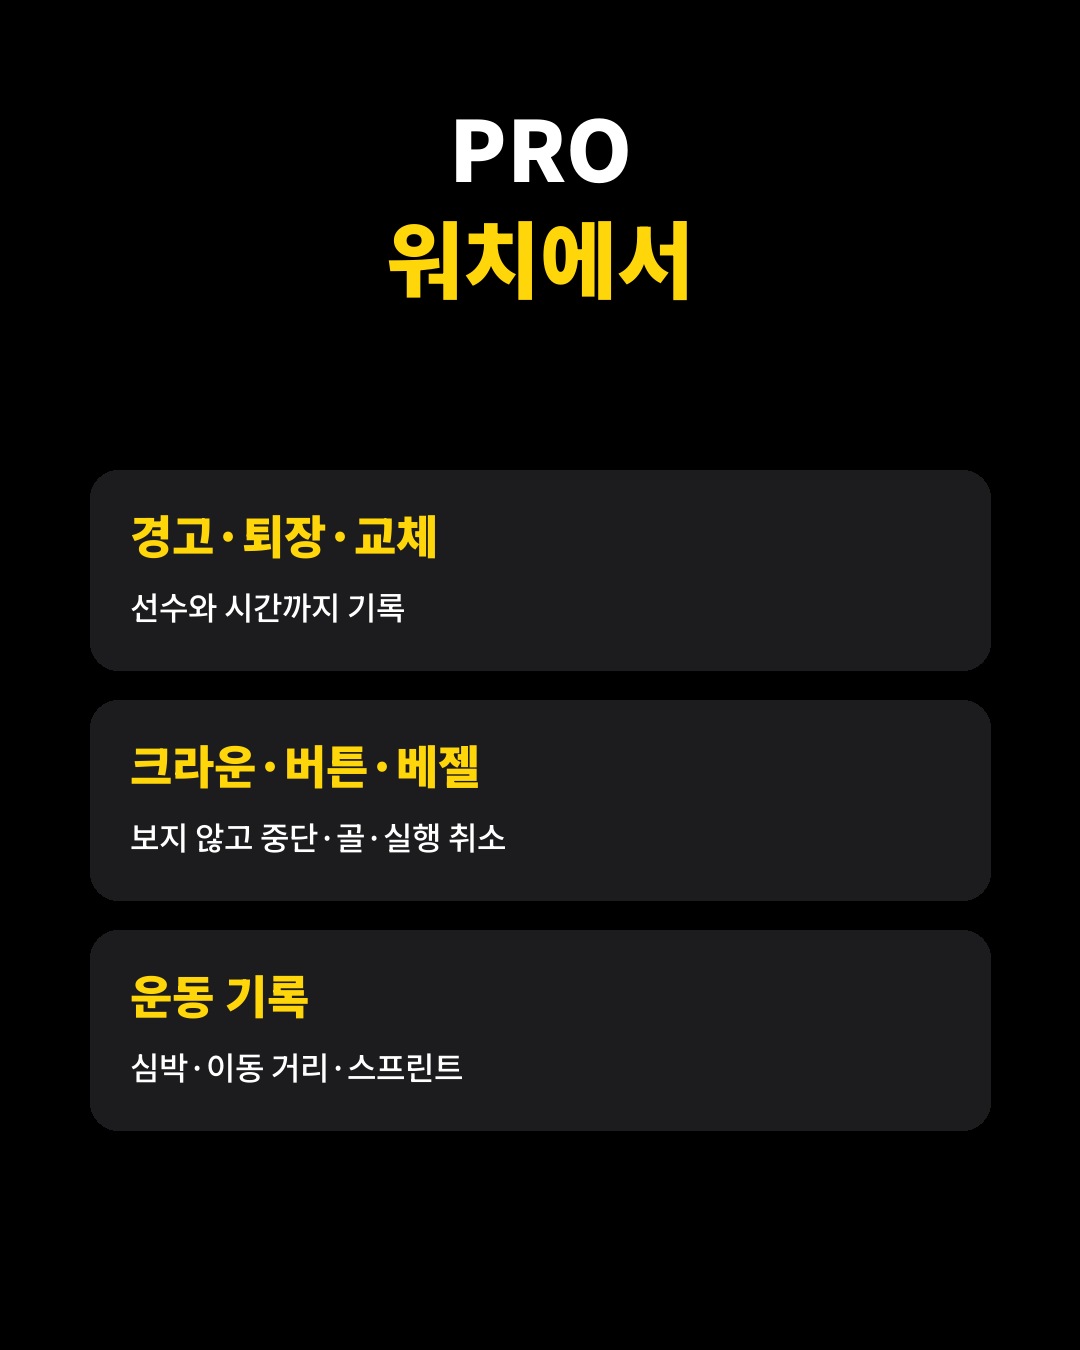 PRO
워치에서
경고·퇴장·교체
선수와 시간까지 기록
크라운·버튼·베젤
보지 않고 중단·골·실행 취소
운동 기록
심박·이동 거리·스프린트